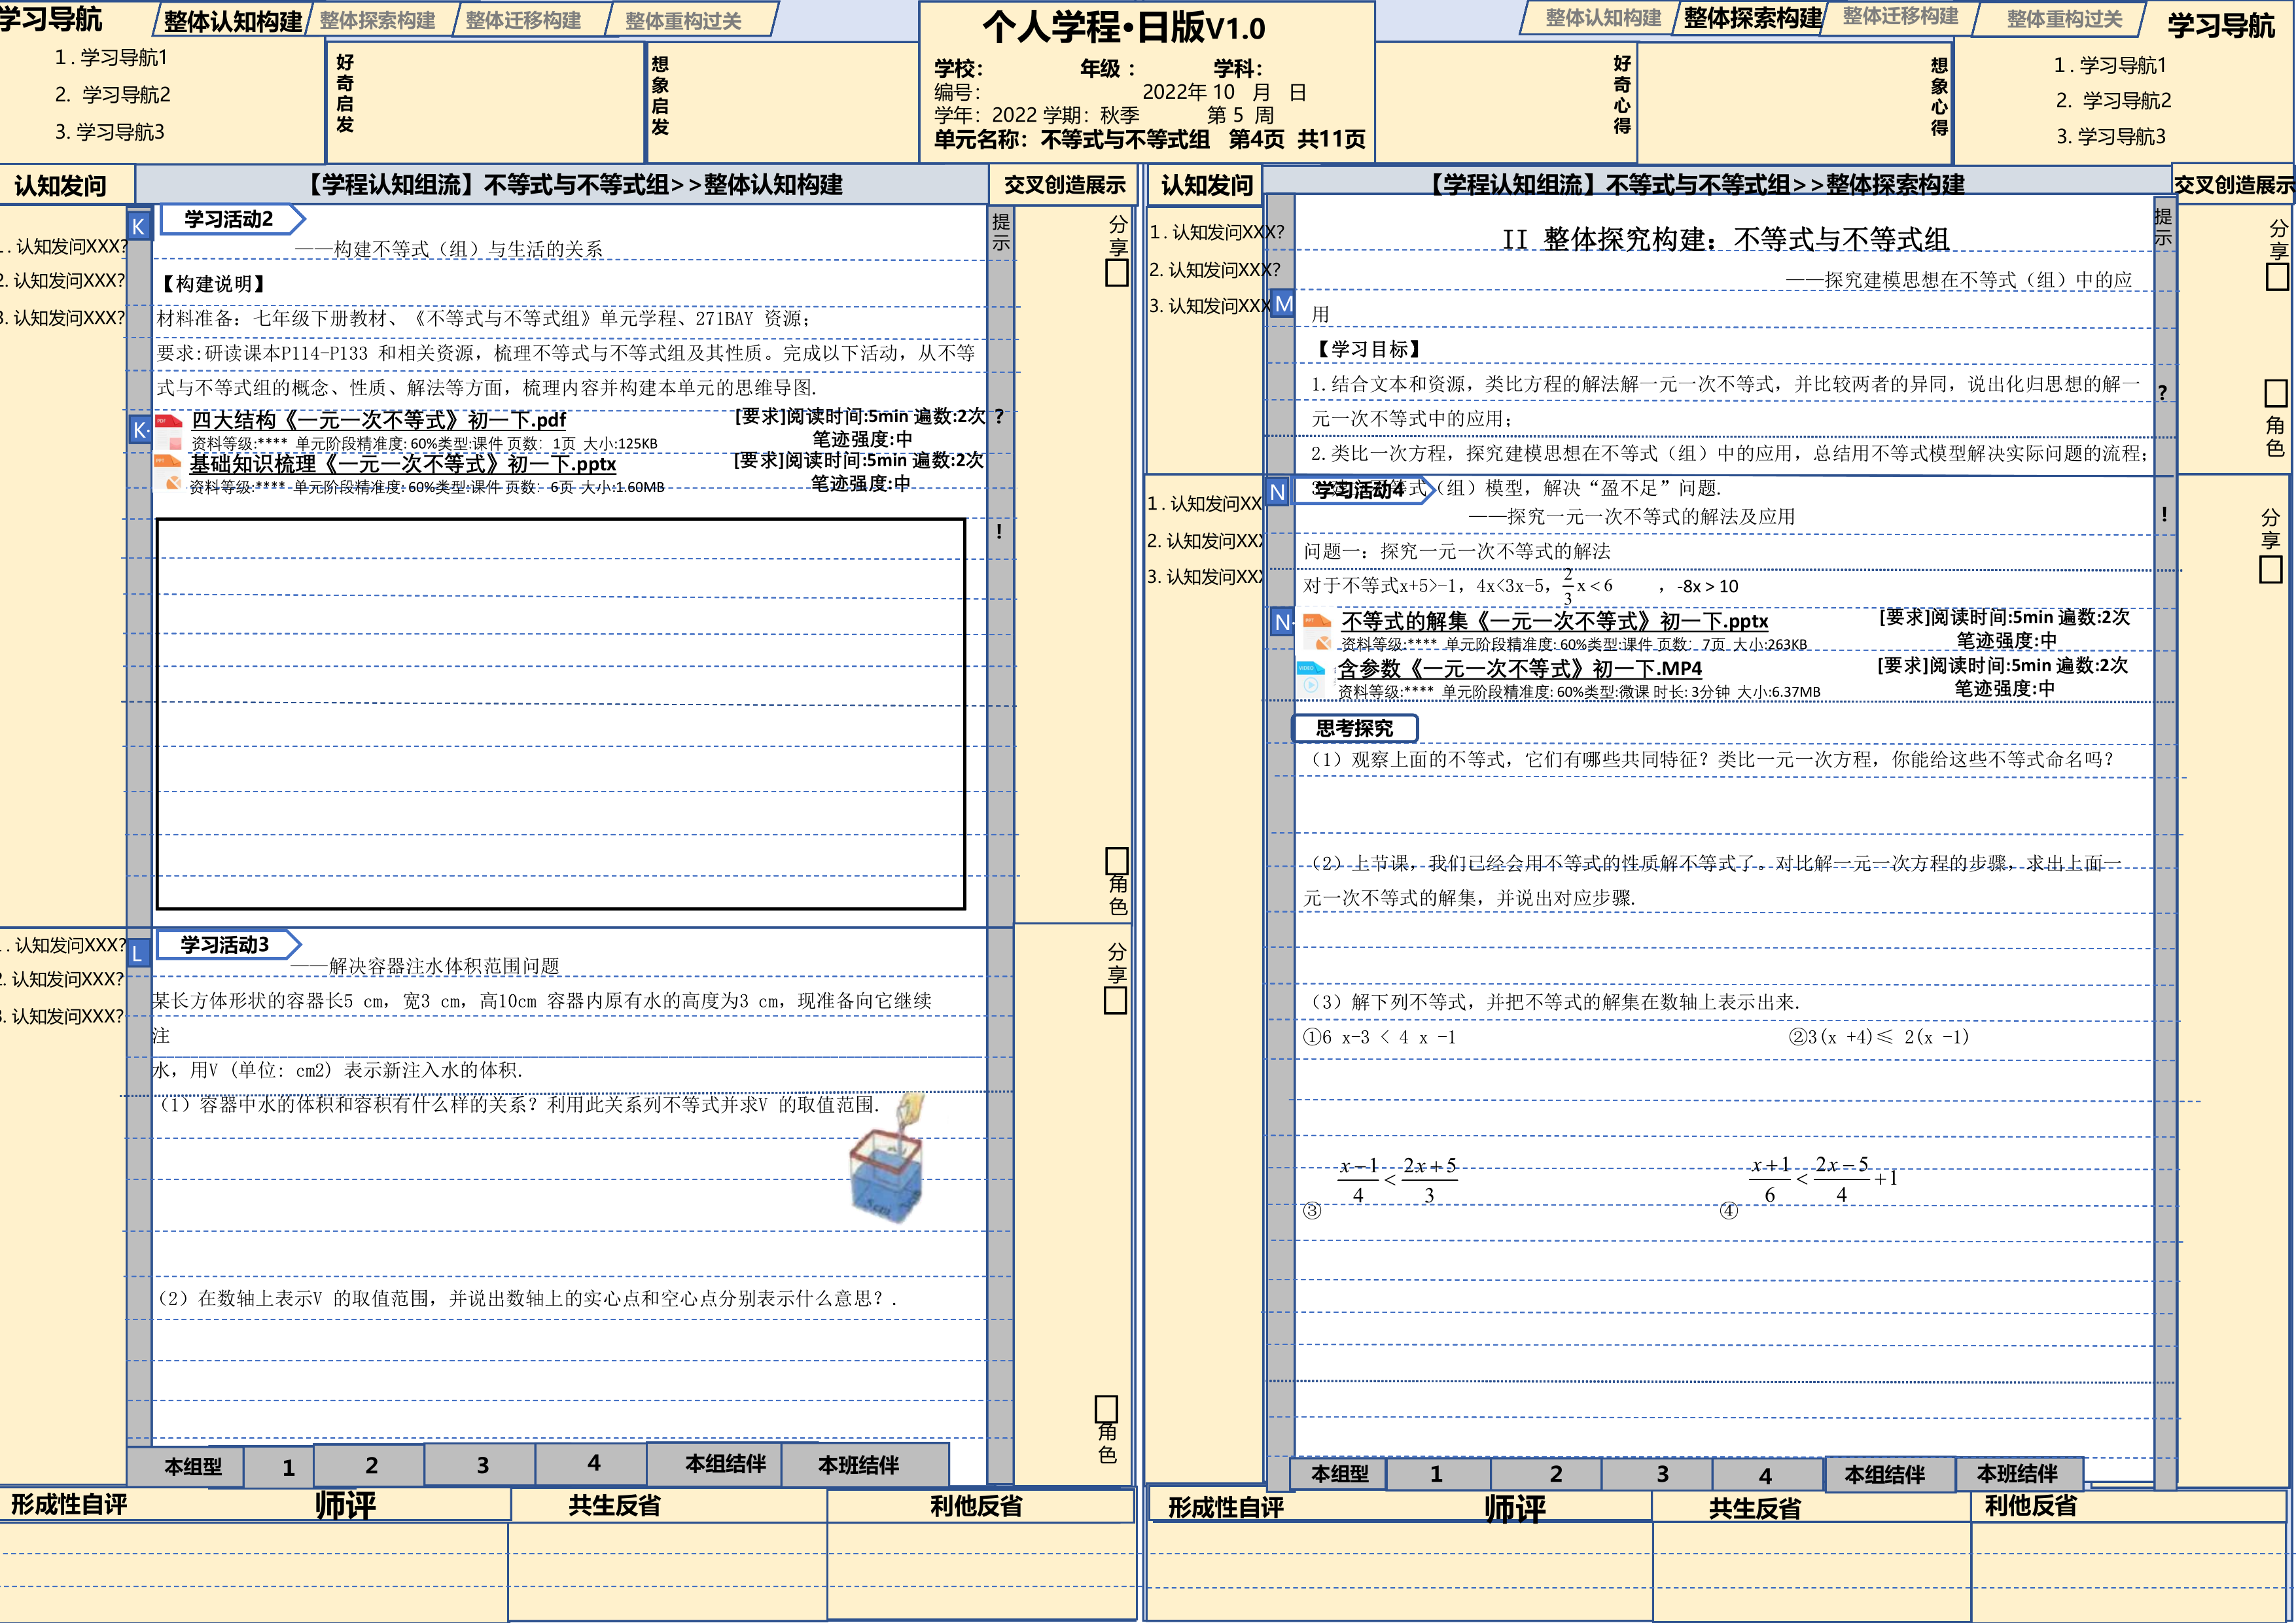 学习导航
整体认知构建
整体探索构建
整体迁移构建
整体重构过关
1.学习导航1
2. 学习导航2
3. 学习导航3
好奇启发
想象启发
个人学程•日版V1.0
学校： 年级： 学科：
编号： 2022年 10 月 日
学年：2022 学期：秋季 第 5 周
单元名称：不等式与不等式组 第4页 共11页
整体认知构建
整体探索构建
整体迁移构建
整体重构过关
学习导航
好奇心得
想象心得
1.学习导航1
2. 学习导航2
3. 学习导航3
认知发问
【学程认知组流】不等式与不等式组>>整体认知构建
交叉创造展示
1. 认知发问XXX?
2. 认知发问XXX?
3. 认知发问XXX?
K
学习活动2
——构建不等式（组）与生活的关系
提示
分享
【构建说明】
材料准备：七年级下册教材、《不等式与不等式组》单元学程、271BAY 资源；
要求:研读课本P114-P133 和相关资源，梳理不等式与不等式组及其性质。完成以下活动，从不等
式与不等式组的概念、性质、解法等方面，梳理内容并构建本单元的思维导图.
K·
四大结构《一元一次不等式》初一下.pdf
[要求]阅读时间:5min 遍数:2次
?
资料等级:**** 单元阶段精准度: 60%类型:课件 页数：1页 大小:125KB
笔迹强度:中
基础知识梳理《一元一次不等式》初一下.pptx
[要求]阅读时间:5min 遍数:2次
资料等级:**** 单元阶段精准度: 60%类型:课件 页数：6页 大小:1.60MB
笔迹强度:中
!
角色
1. 认知发问XXX?
2. 认知发问XXX?
3. 认知发问XXX?
L
学习活动3
——解决容器注水体积范围问题
分享
某长方体形状的容器长5 cm，宽3 cm，高10cm 容器内原有水的高度为3 cm，现准备向它继续
注
水，用V（单位: cm2）表示新注入水的体积.
（1）容器中水的体积和容积有什么样的关系？利用此关系列不等式并求V 的取值范围.
（2）在数轴上表示V 的取值范围，并说出数轴上的实心点和空心点分别表示什么意思？.
角色
本组型 1 2 3 4 本组结伴 本班结伴
形成性自评 师评 共生反省 利他反省
认知发问
【学程认知组流】不等式与不等式组>>整体探索构建
交叉创造展示
1. 认知发问XXX?
2. 认知发问XXX?
3. 认知发问XXX
M
II 整体探究构建：不等式与不等式组
提示
分享
——探究建模思想在不等式（组）中的应
用
【学习目标】
1.结合文本和资源，类比方程的解法解一元一次不等式，并比较两者的异同，说出化归思想的解一
?
元一次不等式中的应用；
角色
2.类比一次方程，探究建模思想在不等式（组）中的应用，总结用不等式模型解决实际问题的流程；
式（组）模型，解决“盈不足”问题.
1. 认知发问XX
2. 认知发问XX
3. 认知发问XX
N
学习活动4
——探究一元一次不等式的解法及应用
!
分享
问题一：探究一元一次不等式的解法
对于不等式x+5>-1，4x<3x-5，2/3 x < 6 ，-8x > 10
N·
不等式的解集《一元一次不等式》初一下.pptx
[要求]阅读时间:5min 遍数:2次
资料等级:**** 单元阶段精准度: 60%类型:课件 页数：7页 大小:263KB
笔迹强度:中
含参数《一元一次不等式》初一下.MP4
[要求]阅读时间:5min 遍数:2次
资料等级:**** 单元阶段精准度: 60%类型:微课 时长: 3分钟 大小:6.37MB
笔迹强度:中
思考探究
（1）观察上面的不等式，它们有哪些共同特征？类比一元一次方程，你能给这些不等式命名吗？
（2）上节课，我们已经会用不等式的性质解不等式了。对比解一元一次方程的步骤，求出上面一
元一次不等式的解集，并说出对应步骤.
（3）解下列不等式，并把不等式的解集在数轴上表示出来.
①6 x-3 < 4 x -1 ②3(x +4)≤ 2(x -1)
③ (x-1)/4 < (2x+5)/3 ④ (x+1)/6 < (2x-5)/4 +1
本组型 1 2 3 4 本组结伴 本班结伴
形成性自评 师评 共生反省 利他反省